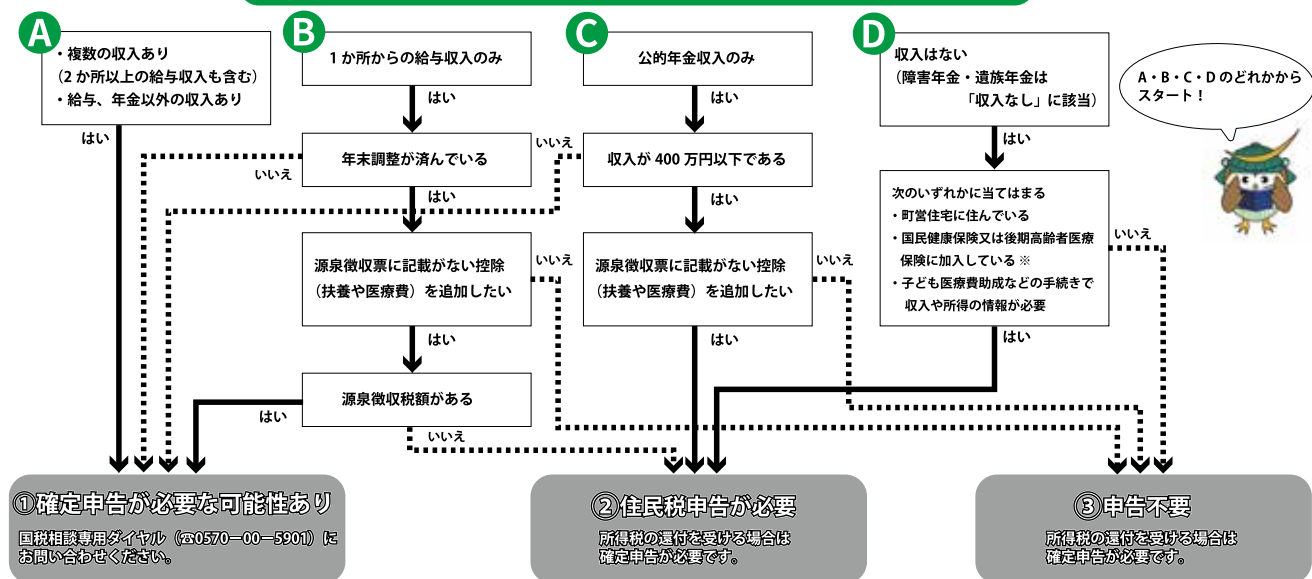 A
・複数の収入あり
（2 か所以上の給与収入も含む）
・給与、年金以外の収入あり
はい
B
1 か所からの給与収入のみ
はい
年末調整が済んでいる
いいえ
はい
源泉徴収票に記載がない控除
（扶養や医療費）を追加したい
いいえ
はい
源泉徴収税額がある
はい
いいえ
C
公的年金収入のみ
はい
収入が 400 万円以下である
いいえ
はい
源泉徴収票に記載がない控除
（扶養や医療費）を追加したい
いいえ
はい
D
収入はない
（障害年金・遺族年金は
「収入なし」に該当）
はい
次のいずれかに当てはまる
・町営住宅に住んでいる
・国民健康保険又は後期高齢者医療
保険に加入している ※
・子ども医療費助成などの手続きで
収入や所得の情報が必要
いいえ
はい
A・B・C・D のどれかから
スタート！
①確定申告が必要な可能性あり
国税相談専用ダイヤル（☎0570－00－5901）に
お問い合わせください。
②住民税申告が必要
所得税の還付を受ける場合は
確定申告が必要です。
③申告不要
所得税の還付を受ける場合は
確定申告が必要です。